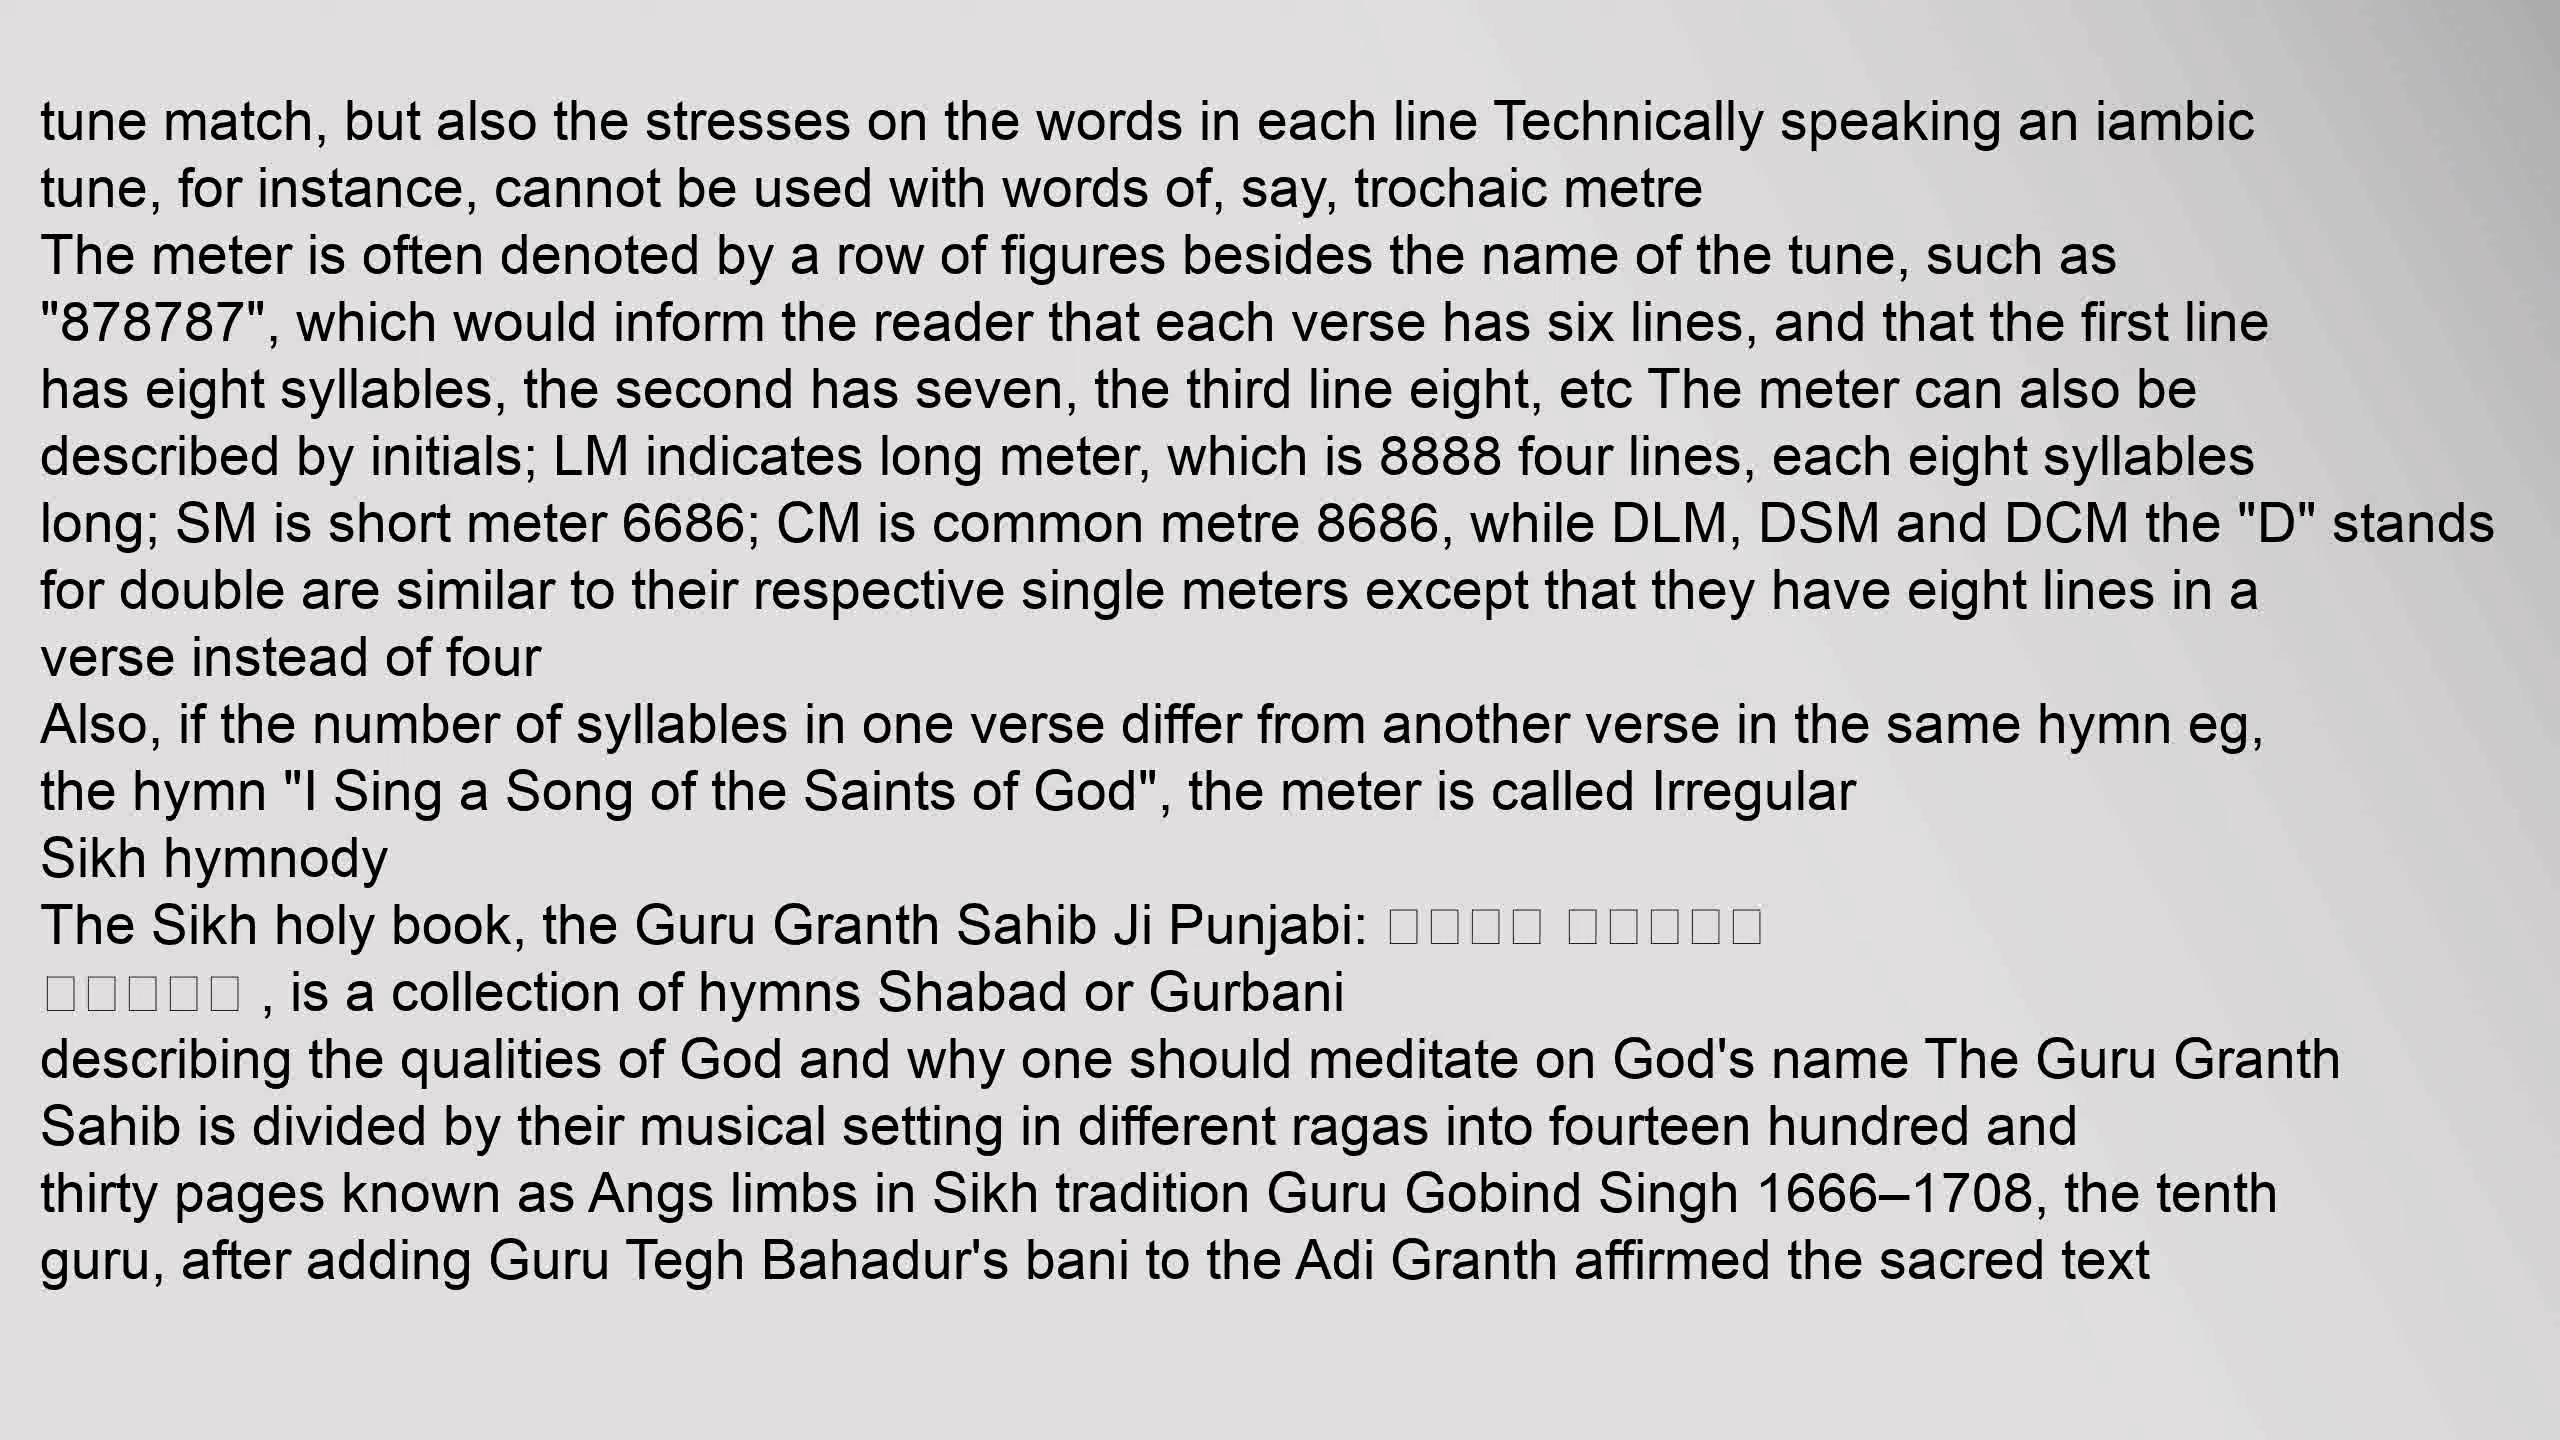 tune match, but also the stresses on the words in each line Technically speaking an iambic
tune, for instance, cannot be used with words of, say, trochaic metre
The meter is often denoted by a row of figures besides the name of the tune, such as
"878787", which would inform the reader that each verse has six lines, and that the first line
has eight syllables, the second has seven, the third line eight, etc The meter can also be
described by initials; LM indicates long meter, which is 8888 four lines, each eight syllables
long; SM is short meter 6686; CM is common metre 8686, while DLM, DSM and DCM the "D" stands
for double are similar to their respective single meters except that they have eight lines in a
verse instead of four
Also, if the number of syllables in one verse differ from another verse in the same hymn eg,
the hymn "I Sing a Song of the Saints of God", the meter is called Irregular
Sikh hymnody
The Sikh holy book, the Guru Granth Sahib Ji Punjabi:
, is a collection of hymns Shabad or Gurbani
describing the qualities of God and why one should meditate on God's name The Guru Granth
Sahib is divided by their musical setting in different ragas into fourteen hundred and
thirty pages known as Angs limbs in Sikh tradition Guru Gobind Singh 1666–1708, the tenth
guru, after adding Guru Tegh Bahadur's bani to the Adi Granth affirmed the sacred text